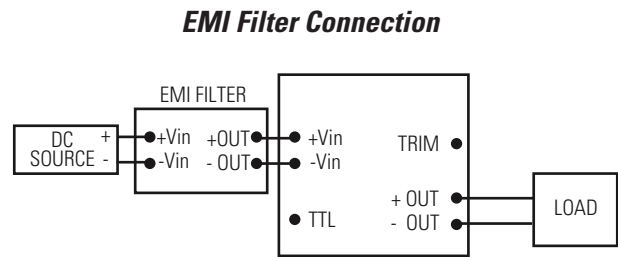 EMI Filter Connection
EMI FILTER
DC
SOURCE
+
-
+Vin
-Vin
+OUT
- OUT
+Vin
-Vin
TTL
TRIM
+ OUT
- OUT
LOAD